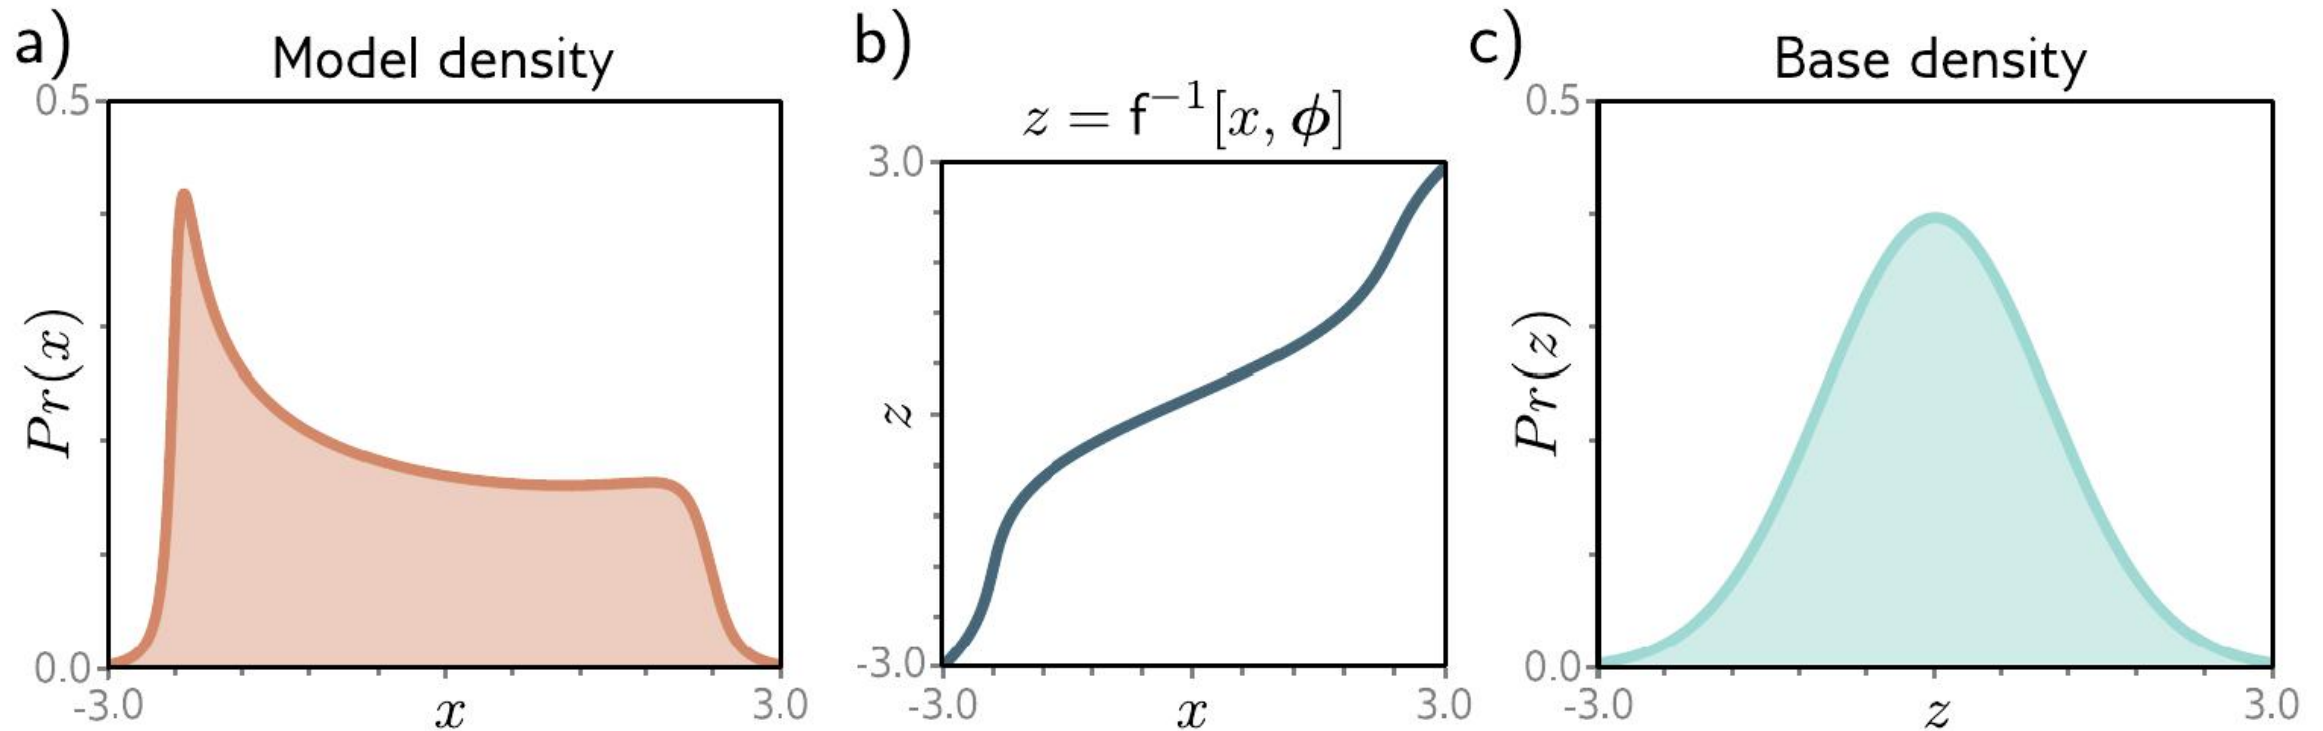 a)
Model density
0.5
Pr(x)
0.0
-3.0
x
3.0
b)
z = f⁻¹[x, ϕ]
3.0
z
-3.0
-3.0
x
3.0
c)
Base density
0.5
Pr(z)
0.0
-3.0
z
3.0